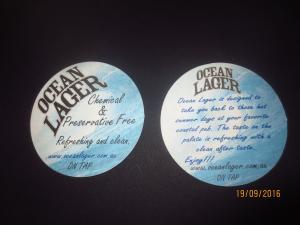 OCEAN
LAGER
Chemical
&
Preservative Free
Refreshing and clean.
www.oceanlager.com.au
ON TAP
OCEAN
LAGER
Ocean Lager is designed to
take you back to those hot
summer days at your favorite
coastal pub. The taste on the
palate is refreshing with a
clean after taste.
Enjoy!!!
www.oceanlager.com.au
ON TAP
19/09/2016